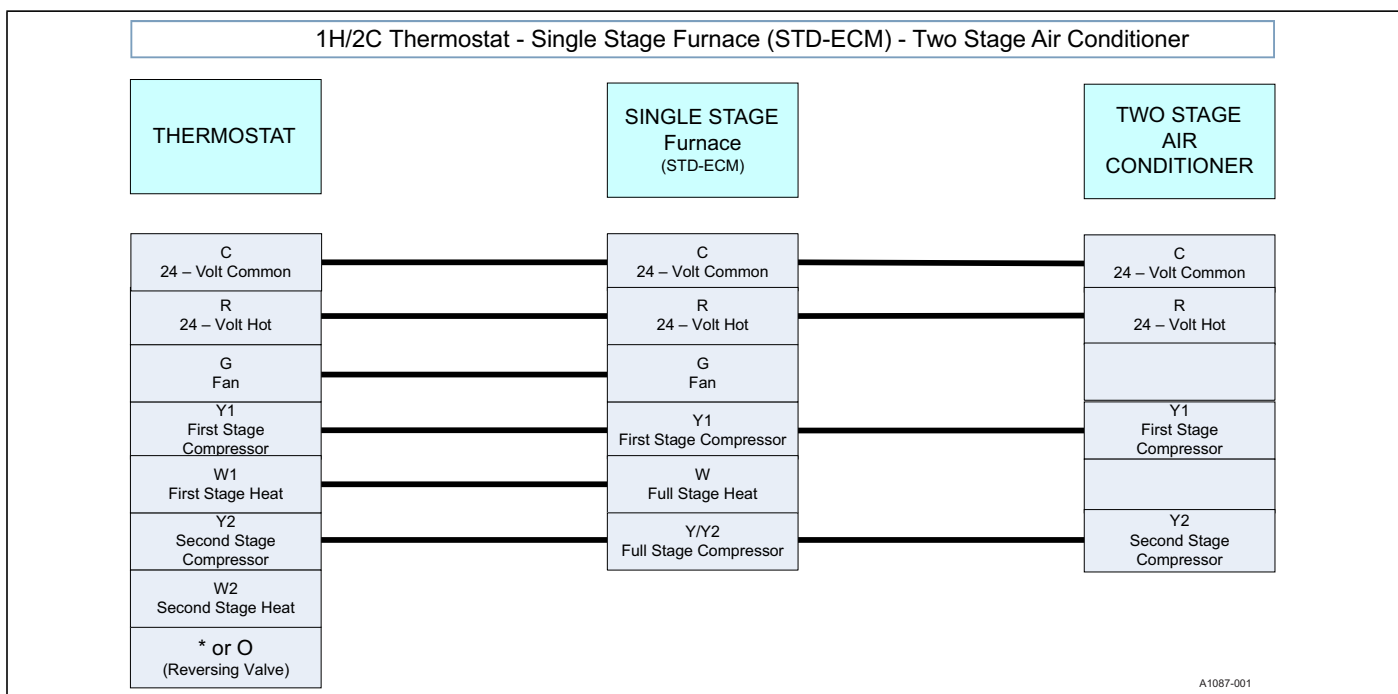 1H/2C Thermostat - Single Stage Furnace (STD-ECM) - Two Stage Air Conditioner
THERMOSTAT
SINGLE STAGE
Furnace
(STD-ECM)
TWO STAGE
AIR
CONDITIONER
C
24 – Volt Common
C
24 – Volt Common
C
24 – Volt Common
R
24 – Volt Hot
R
24 – Volt Hot
R
24 – Volt Hot
G
Fan
G
Fan
Y1
First Stage
Compressor
Y1
First Stage Compressor
Y1
First Stage
Compressor
W1
First Stage Heat
W
Full Stage Heat
Y2
Second Stage
Compressor
Y/Y2
Full Stage Compressor
Y2
Second Stage
Compressor
W2
Second Stage Heat
* or O
(Reversing Valve)
A1087-001